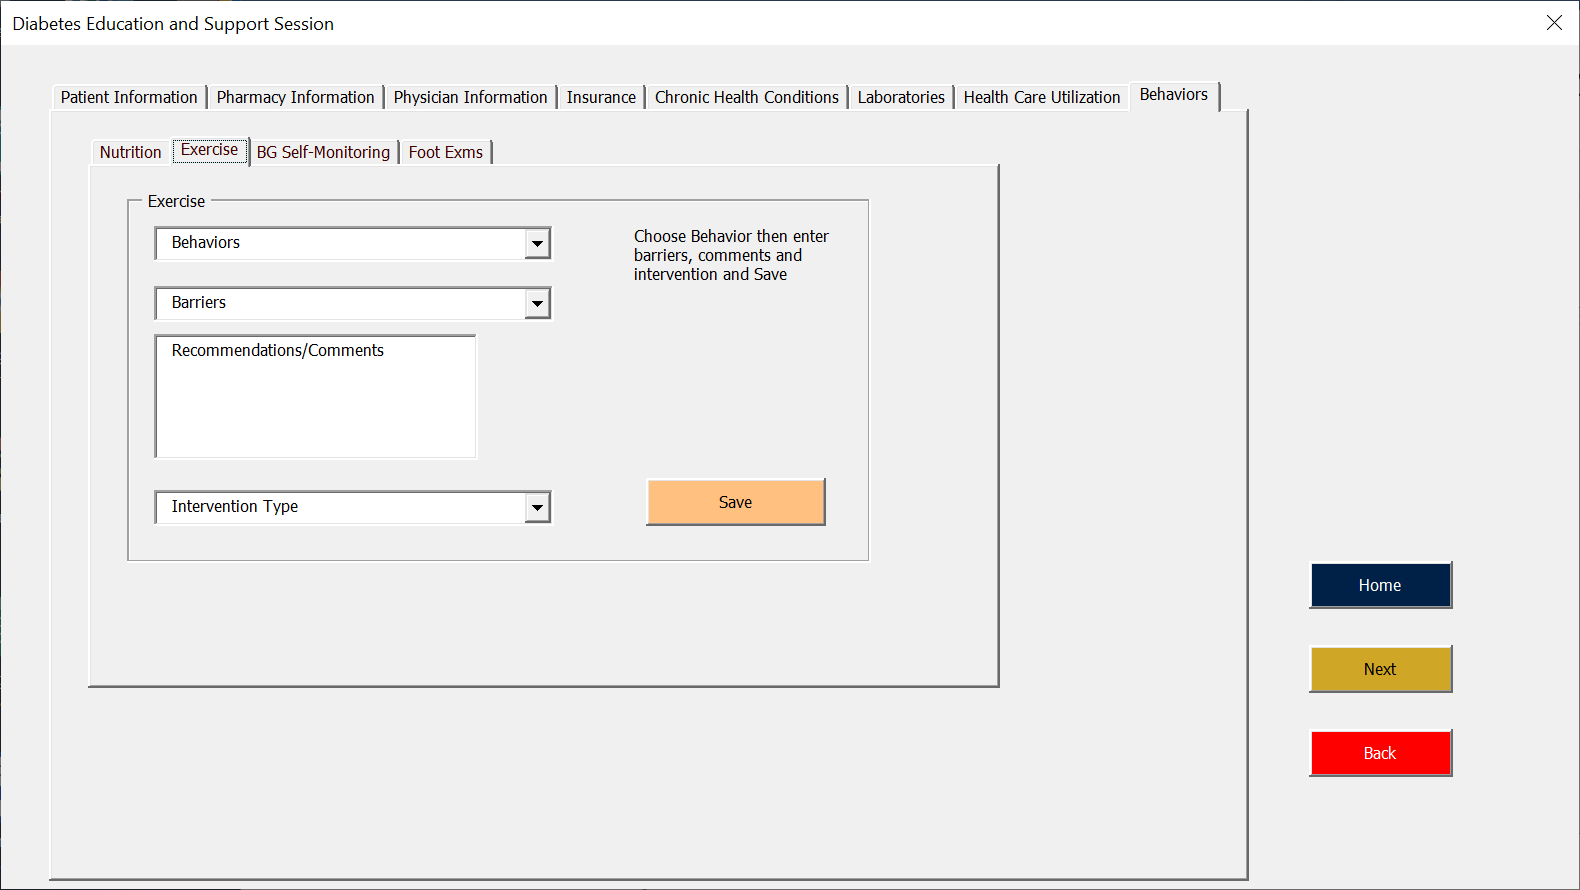 Diabetes Education and Support Session
Patient Information Pharmacy Information Physician Information Insurance Chronic Health Conditions Laboratories Health Care Utilization Behaviors
Nutrition Exercise BG Self-Monitoring Foot Exms
Exercise
Behaviors
Choose Behavior then enter
barriers, comments and
intervention and Save
Barriers
Recommendations/Comments
Intervention Type
Save
Home
Next
Back